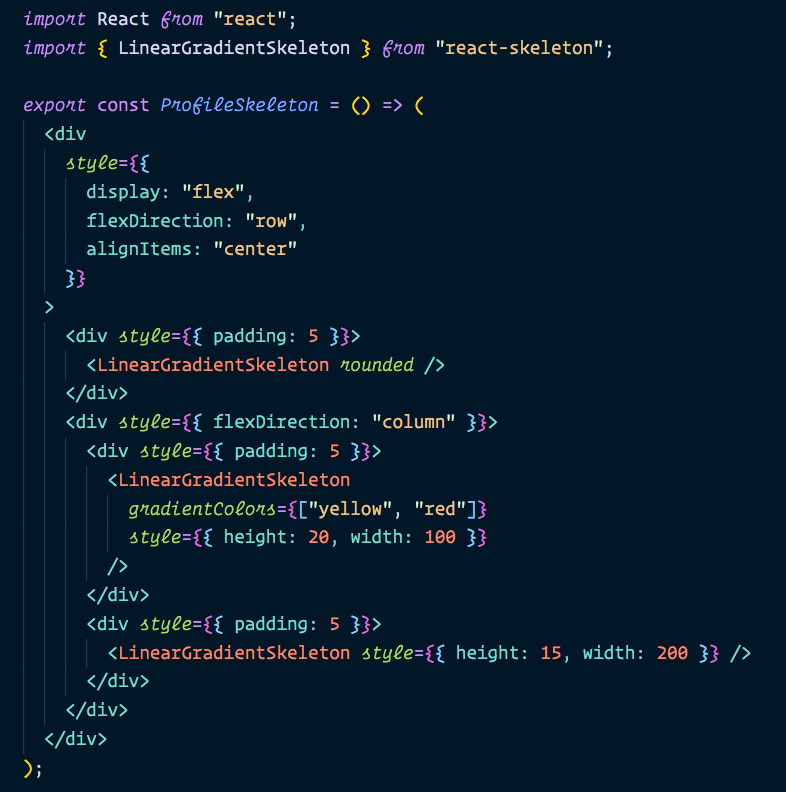 import React from "react";
import { LinearGradientSkeleton } from "react-skeleton";

export const ProfileSkeleton = () => (
  <div
    style={{
      display: "flex",
      flexDirection: "row",
      alignItems: "center"
    }}
  >
    <div style={{ padding: 5 }}>
      <LinearGradientSkeleton rounded />
    </div>
    <div style={{ flexDirection: "column" }}>
      <div style={{ padding: 5 }}>
        <LinearGradientSkeleton
          gradientColors={["yellow", "red"]}
          style={{ height: 20, width: 100 }}
        />
      </div>
      <div style={{ padding: 5 }}>
        <LinearGradientSkeleton style={{ height: 15, width: 200 }} />
      </div>
    </div>
  </div>
);